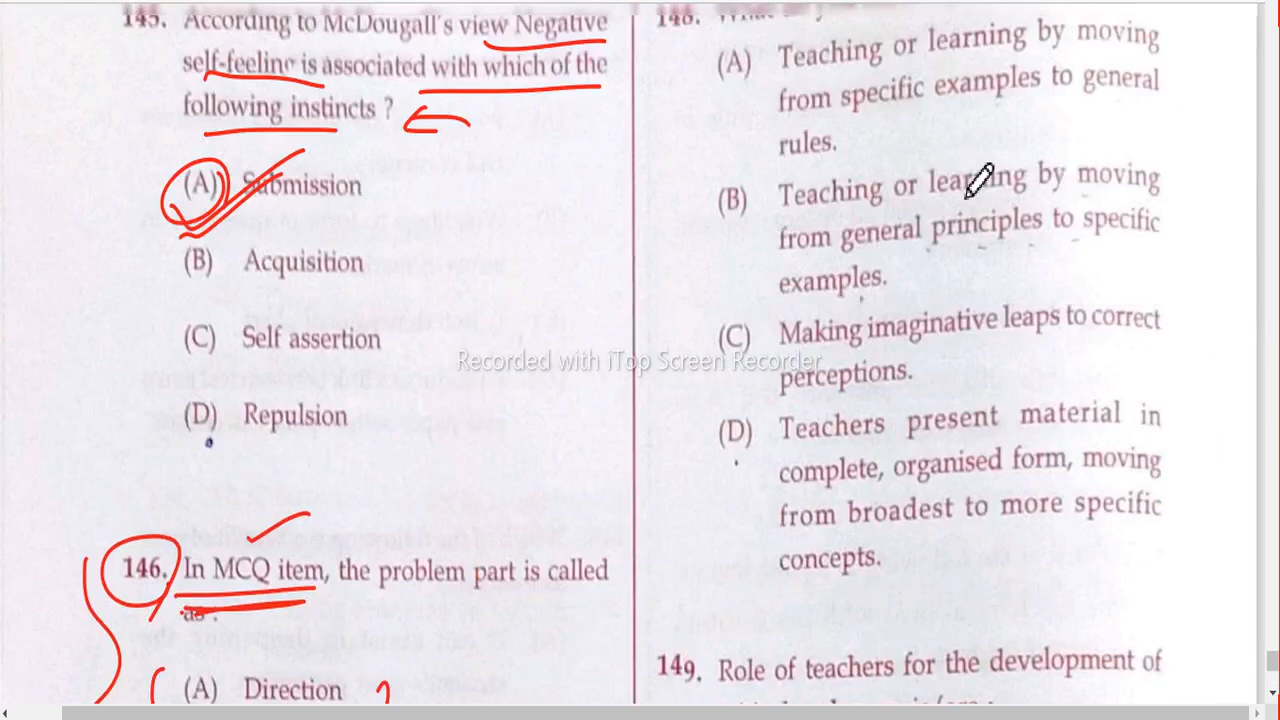 145. According to McDougall's view Negative
self-feeling is associated with which of the
following instincts ?
(A) Submission
(B) Acquisition
(C) Self assertion
(D) Repulsion
146. In MCQ item, the problem part is called
as :
(A) Direction
148.
(A) Teaching or learning by moving
from specific examples to general
rules.
(B) Teaching or learning by moving
from general principles to specific
examples.
(C) Making imaginative leaps to correct
perceptions.
(D) Teachers present material in
complete, organised form, moving
from broadest to more specific
concepts.
149. Role of teachers for the development of
Recorded with iTop Screen Recorder